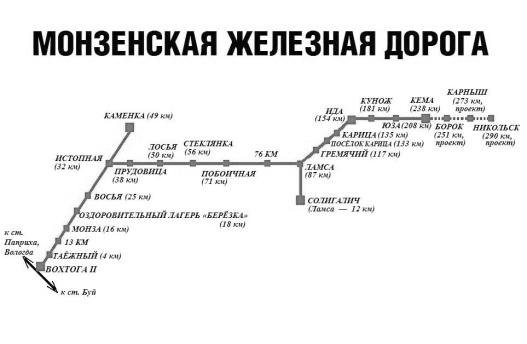 МОНЗЕНСКАЯ ЖЕЛЕЗНАЯ ДОРОГА
КАРНЫШ
(273 км,
проект)
КЕМА
(238 км)
КУНОЖ
(181 км)
ИДА
(154 км)
КАМЕНКА (49 км)
ЮЗА (208 км)
БОРОК
(251 км,
проект)
НИКОЛЬСК
(290 км,
проект)
КАРИЦА (135 км)
ПОСЁЛОК КАРИЦА (133 км)
ГРЕМЯЧИЙ (117 км)
СТЕКЛЯНКА
(56 км)
ЛОСЬЯ
(50 км)
76 КМ
ИСТОПНАЯ
(32 км)
ПРУДОВИЦА
(38 км)
ПОБОИЧНАЯ
(71 км)
ЛАМСА
(87 км)
ВОСЬЯ (25 км)
СОЛИГАЛИЧ
(Ламса — 12 км)
ОЗДОРОВИТЕЛЬНЫЙ ЛАГЕРЬ «БЕРЁЗКА»
(18 км)
МОНЗА (16 км)
к ст.
Паприха,
Вологда
13 КМ
ТАЁЖНЫЙ (4 км)
ВОХТОГА II
к ст. Буй